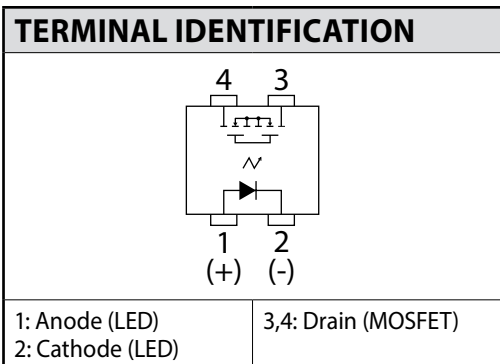 TERMINAL IDENTIFICATION
4 3
1 2
(+) (-)
1: Anode (LED)
2: Cathode (LED)
3,4: Drain (MOSFET)